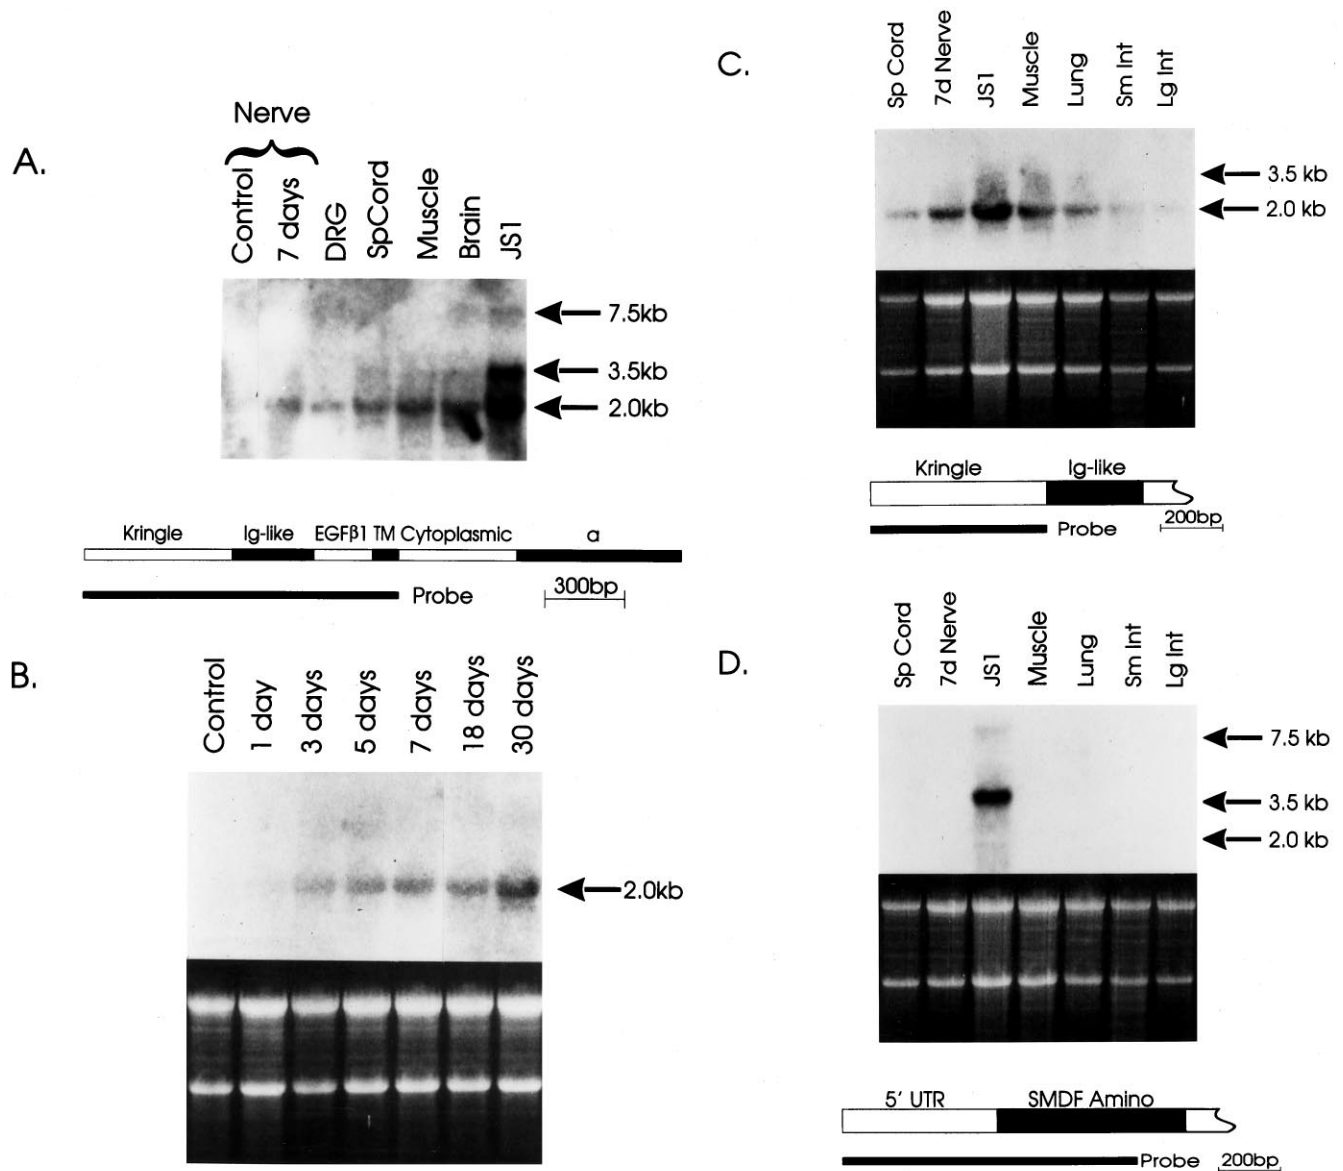 A.
Nerve
Control
7 days
DRG
SpCord
Muscle
Brain
JS1
7.5kb
3.5kb
2.0kb
Kringle Ig-like EGFβ1 TM Cytoplasmic α
Probe 300bp
B.
Control
1 day
3 days
5 days
7 days
18 days
30 days
2.0kb
C.
Sp Cord
7d Nerve
JS1
Muscle
Lung
Sm Int
Lg Int
3.5 kb
2.0 kb
Kringle Ig-like
Probe 200bp
D.
Sp Cord
7d Nerve
JS1
Muscle
Lung
Sm Int
Lg Int
7.5 kb
3.5 kb
2.0 kb
5' UTR SMDF Amino
Probe 200bp